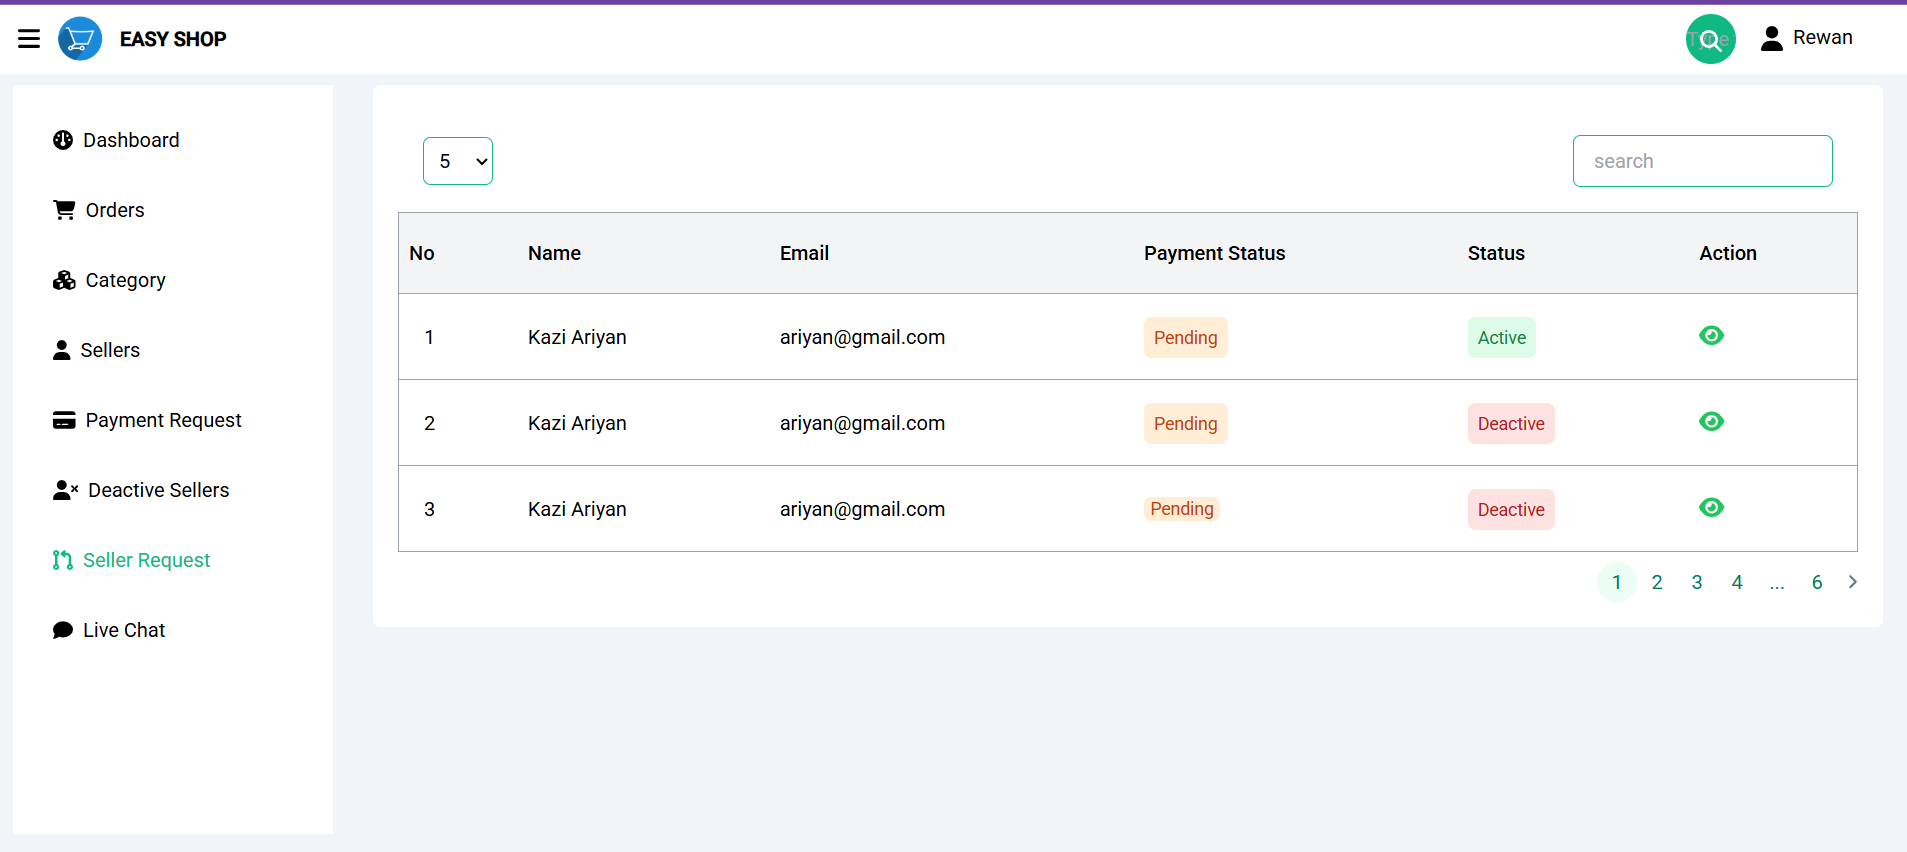 EASY SHOP
Type
Rewan
Dashboard
Orders
Category
Sellers
Payment Request
Deactive Sellers
Seller Request
Live Chat
5
search
No Name Email Payment Status Status Action
1 Kazi Ariyan ariyan@gmail.com Pending Active
2 Kazi Ariyan ariyan@gmail.com Pending Deactive
3 Kazi Ariyan ariyan@gmail.com Pending Deactive
1 2 3 4 ... 6